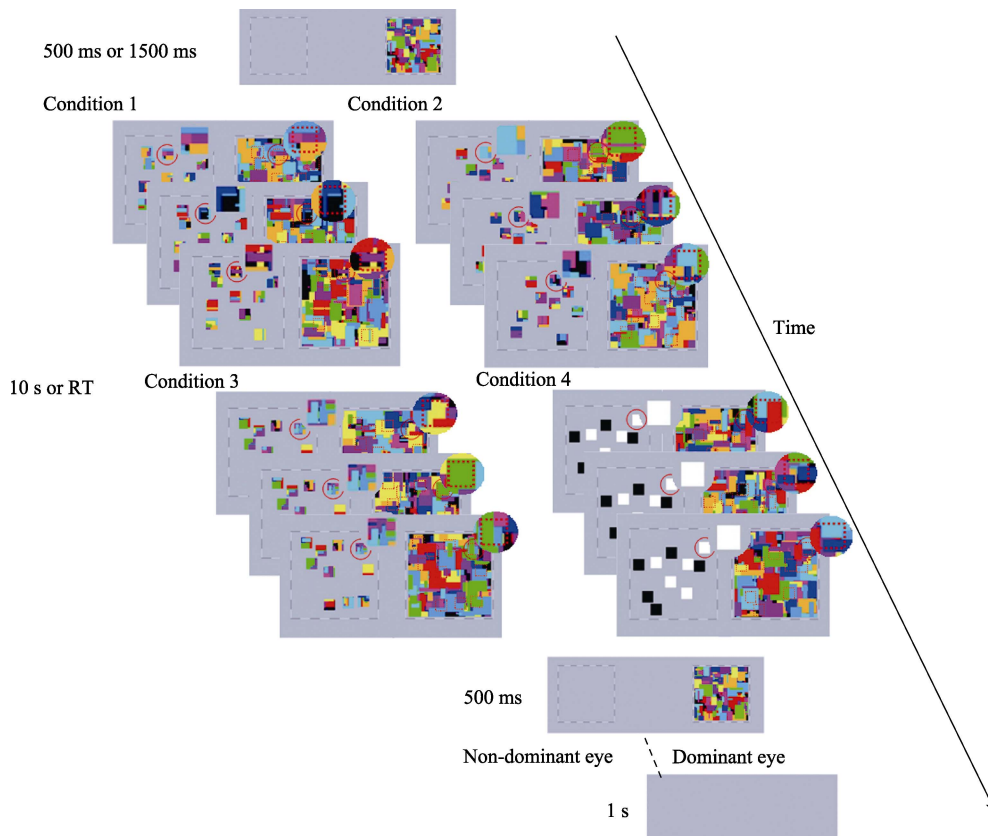 500 ms or 1500 ms
Condition 1
Condition 2
Time
10 s or RT
Condition 3
Condition 4
500 ms
Non-dominant eye
Dominant eye
1 s